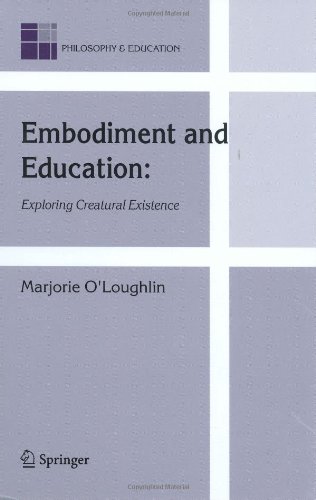 PHILOSOPHY & EDUCATION
Embodiment and
Education:
Exploring Creatural Existence
Marjorie O'Loughlin
Springer